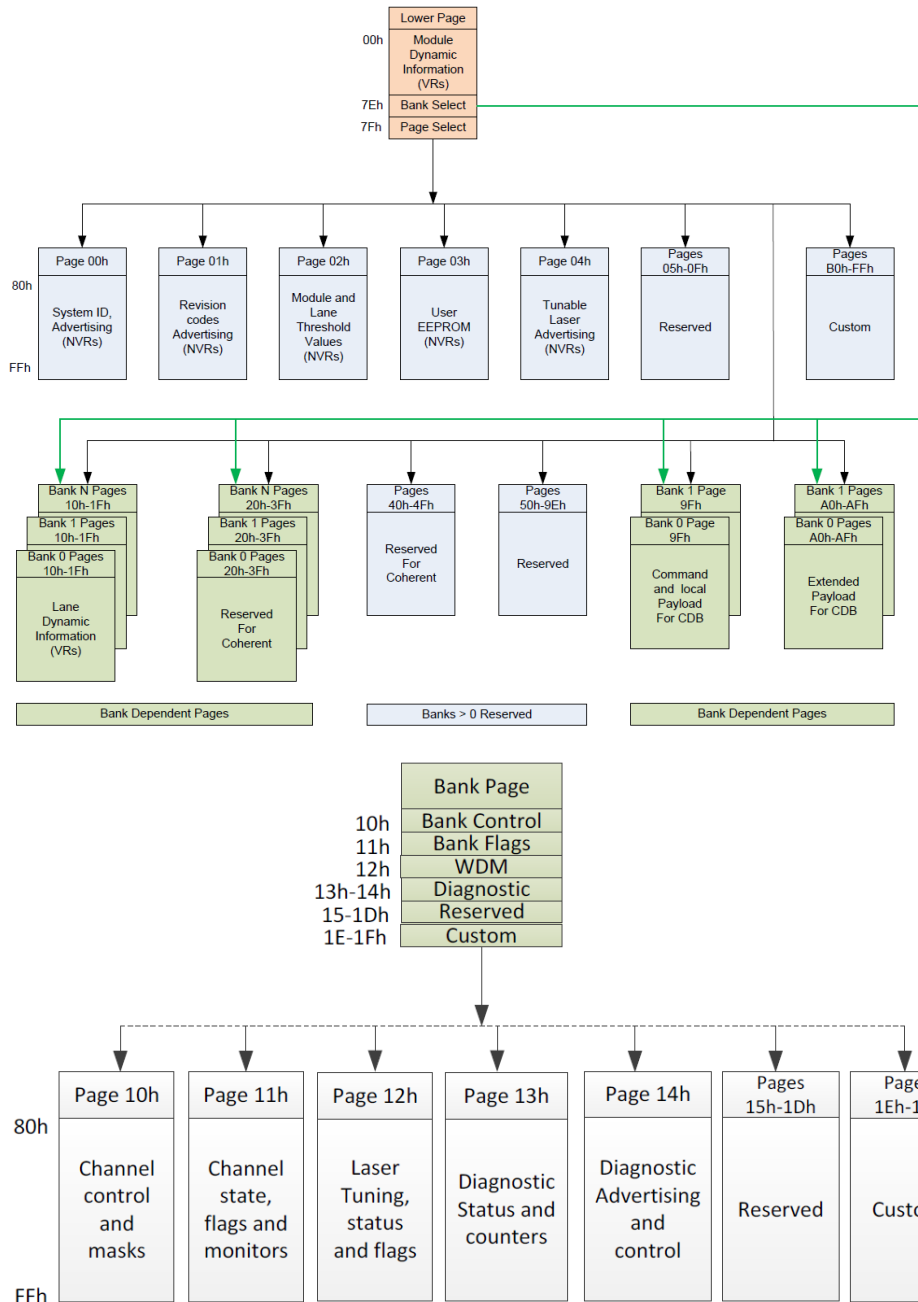 Lower Page
00h
Module
Dynamic
Information
(VRs)
7Eh
Bank Select
7Fh
Page Select
Page 00h
Page 01h
Page 02h
Page 03h
Page 04h
Pages
05h-0Fh
Pages
B0h-FFh
80h
System ID,
Advertising
(NVRs)
Revision
codes
Advertising
(NVRs)
Module and
Lane
Threshold
Values
(NVRs)
User
EEPROM
(NVRs)
Tunable
Laser
Advertising
(NVRs)
Reserved
Custom
FFh
Bank N Pages
10h-1Fh
Bank 1 Pages
10h-1Fh
Bank 0 Pages
10h-1Fh
Lane
Dynamic
Information
(VRs)
Bank N Pages
20h-3Fh
Bank 1 Pages
20h-3Fh
Bank 0 Pages
20h-3Fh
Reserved
For
Coherent
Pages
40h-4Fh
Reserved
For
Coherent
Pages
50h-9Eh
Reserved
Bank 1 Page
9Fh
Bank 0 Page
9Fh
Command
and local
Payload
For CDB
Bank 1 Pages
A0h-AFh
Bank 0 Pages
A0h-AFh
Extended
Payload
For CDB
Bank Dependent Pages
Banks > 0 Reserved
Bank Dependent Pages
Bank Page
10h
Bank Control
11h
Bank Flags
12h
WDM
13h-14h
Diagnostic
15-1Dh
Reserved
1E-1Fh
Custom
Page 10h
Page 11h
Page 12h
Page 13h
Page 14h
Pages
15h-1Dh
80h
Channel
control
and
masks
Channel
state,
flags and
monitors
Laser
Tuning,
status
and flags
Diagnostic
Status and
counters
Diagnostic
Advertising
and
control
Reserved
FFh